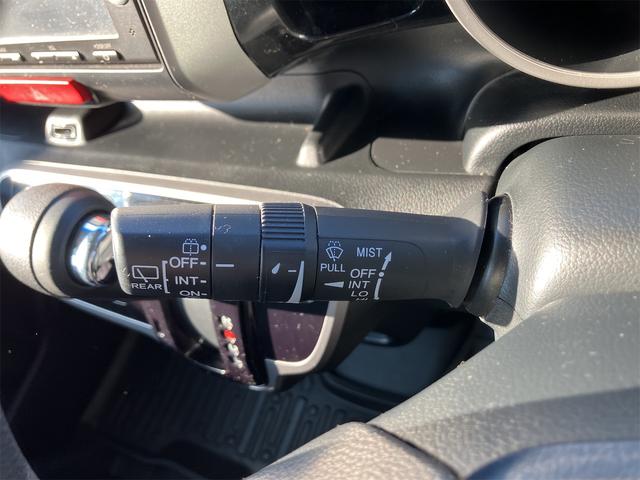 OFF
INT
ON
REAR
PULL
MIST
OFF
INT
LO